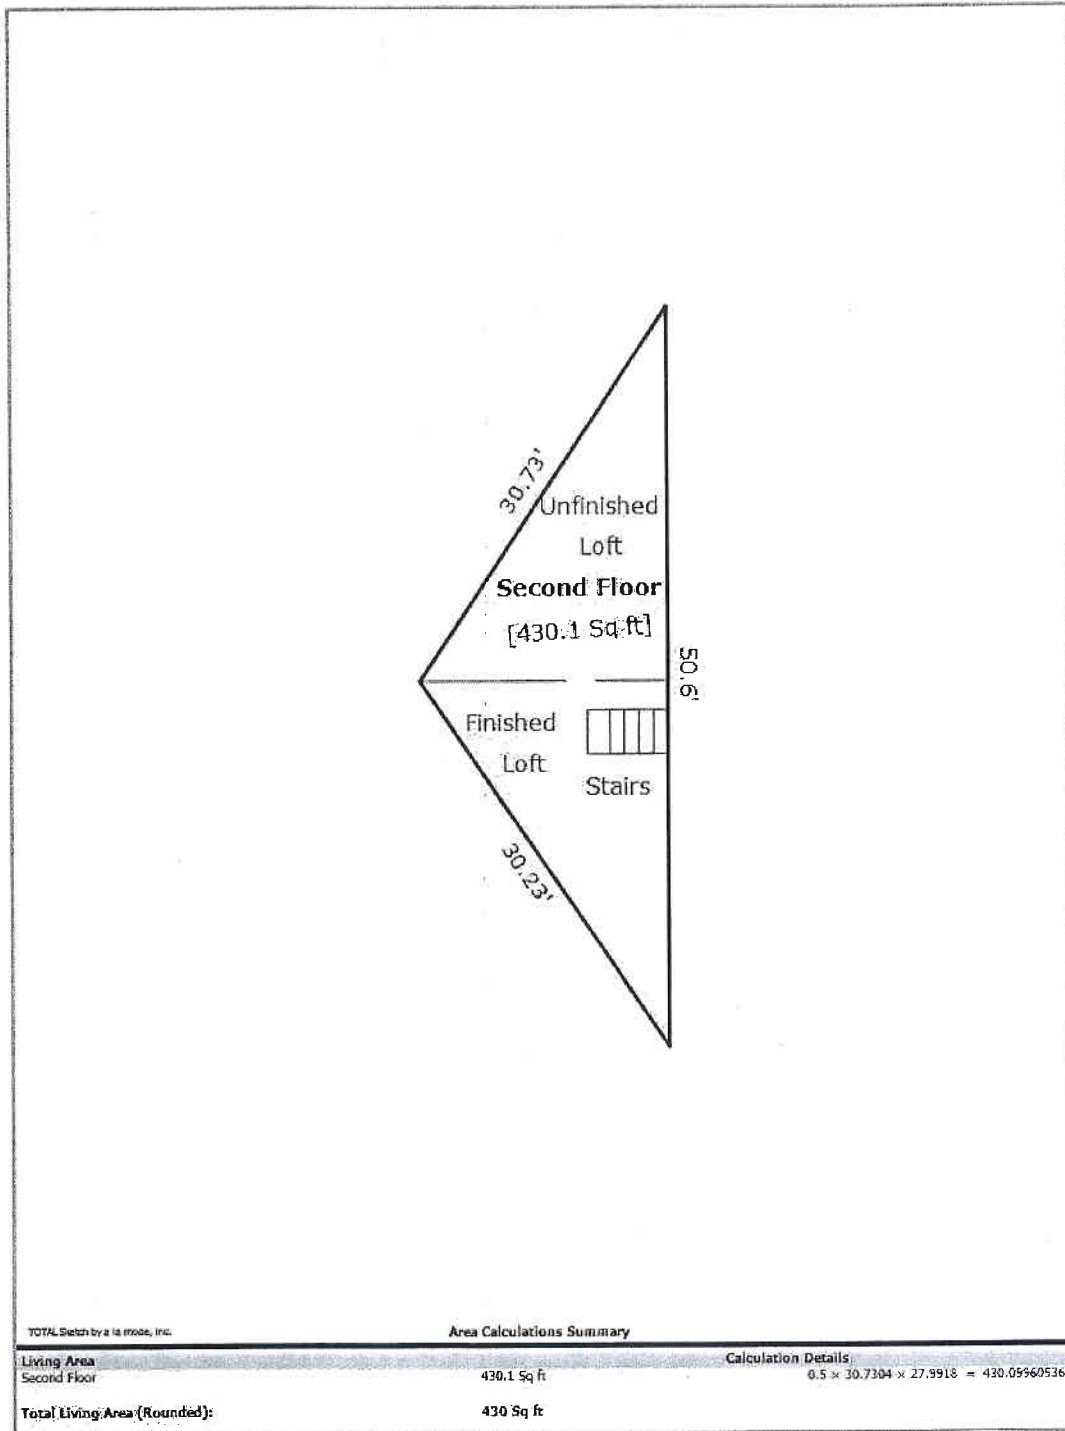 30.73'
Unfinished
Loft
Second Floor
[430.1 Sq ft]
50.6'
Finished
Loft
Stairs
30.23'
TOTAL Sketch by a la mode, inc.
Area Calculations Summary
Living Area
Calculation Details
Second Floor
430.1 Sq ft
0.5 × 30.7304 × 27.9918 = 430.09960536
Total Living Area (Rounded):
430 Sq ft